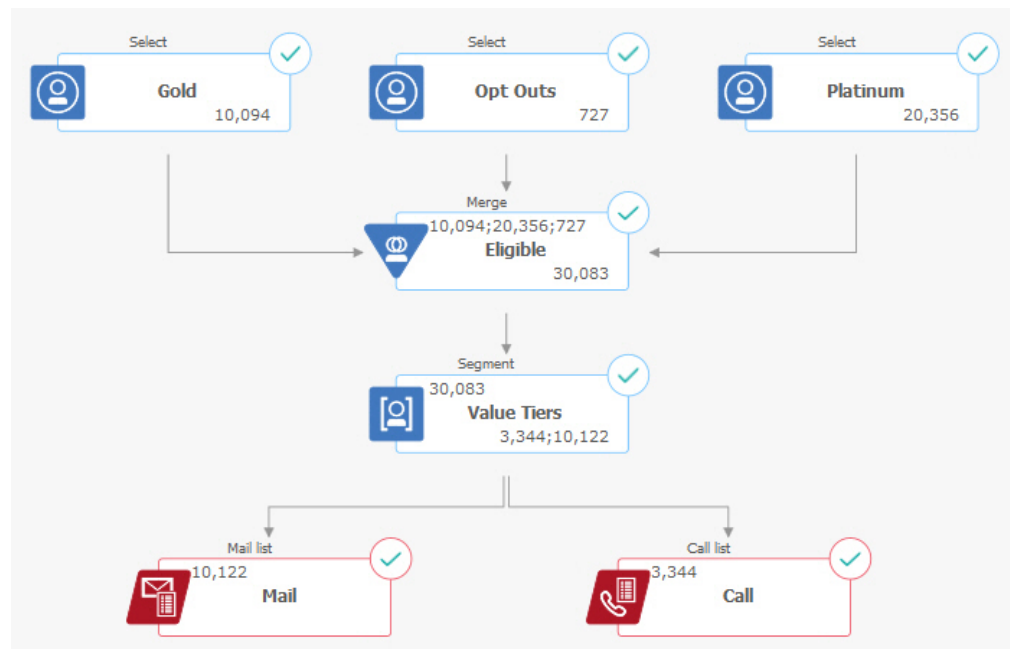 Select
Gold
10,094
Select
Opt Outs
727
Select
Platinum
20,356
Merge
10,094;20,356;727
Eligible
30,083
Segment
30,083
Value Tiers
3,344;10,122
Mail list
10,122
Mail
Call list
3,344
Call